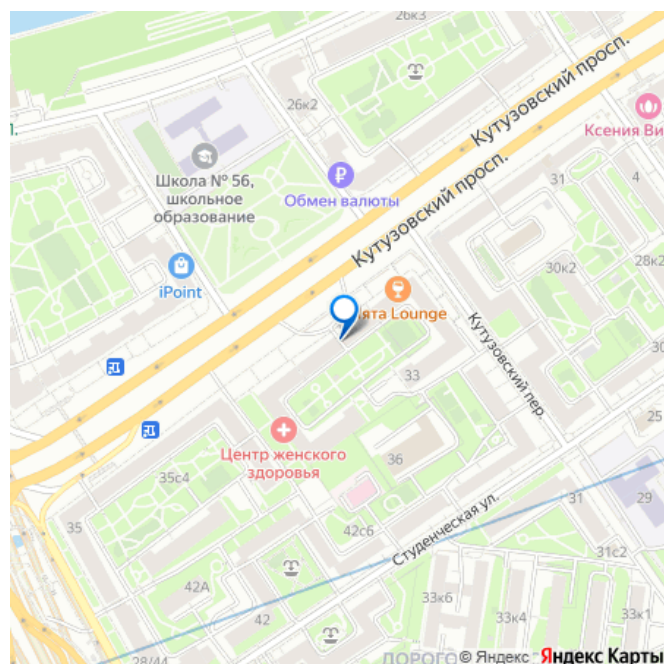 26к3
Кутузовский просп.
26к2
Ксения Ви
Школа № 56,
школьное
образование
Обмен валюты
Кутузовский просп.
31
4
28к2
30к2
iPoint
ята Lounge
Кутузовский пер.
33
25
Центр женского
здоровья
36
35с4
35
42с6
Студенческая ул.
31
29
31с2
42А
42
33к6
33к4
33к1
28/44
ДОРОГО
© Яндекс Яндекс Карты